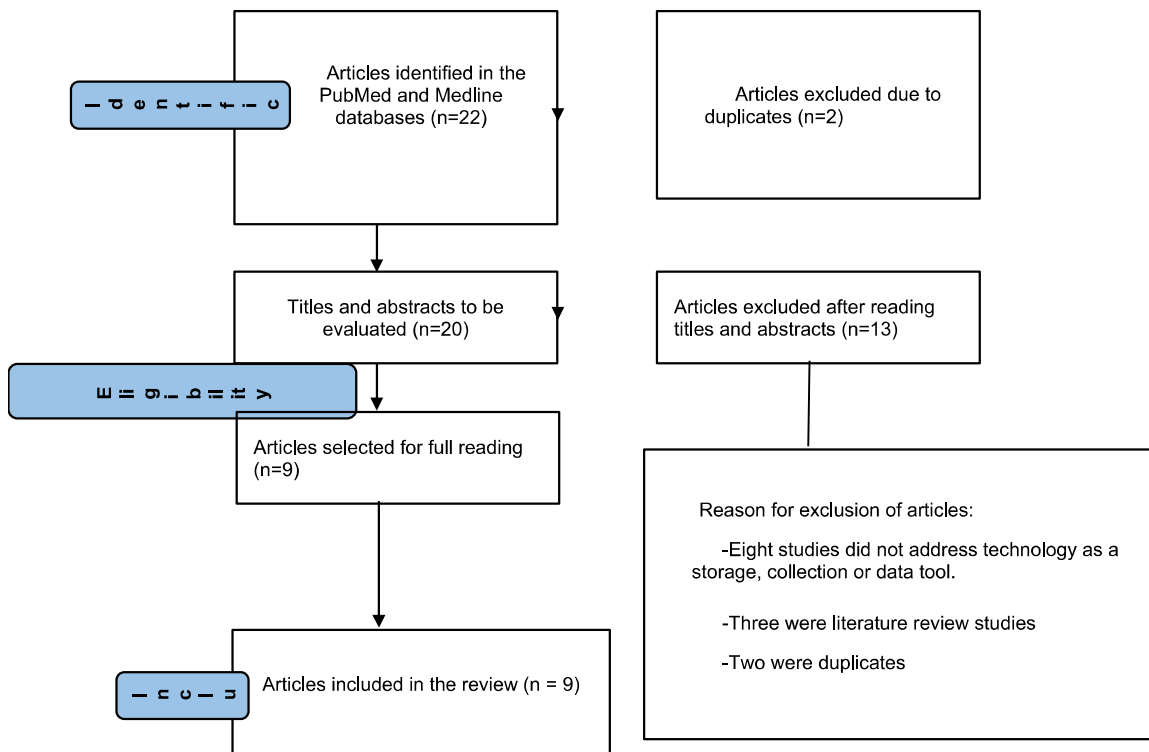 Identific
Articles identified in the
PubMed and Medline
databases (n=22)
Articles excluded due to
duplicates (n=2)
Titles and abstracts to be
evaluated (n=20)
Articles excluded after reading
titles and abstracts (n=13)
Eligibility
Articles selected for full reading
(n=9)
Reason for exclusion of articles:
-Eight studies did not address technology as a
storage, collection or data tool.
-Three were literature review studies
-Two were duplicates
Inclu
Articles included in the review (n = 9)